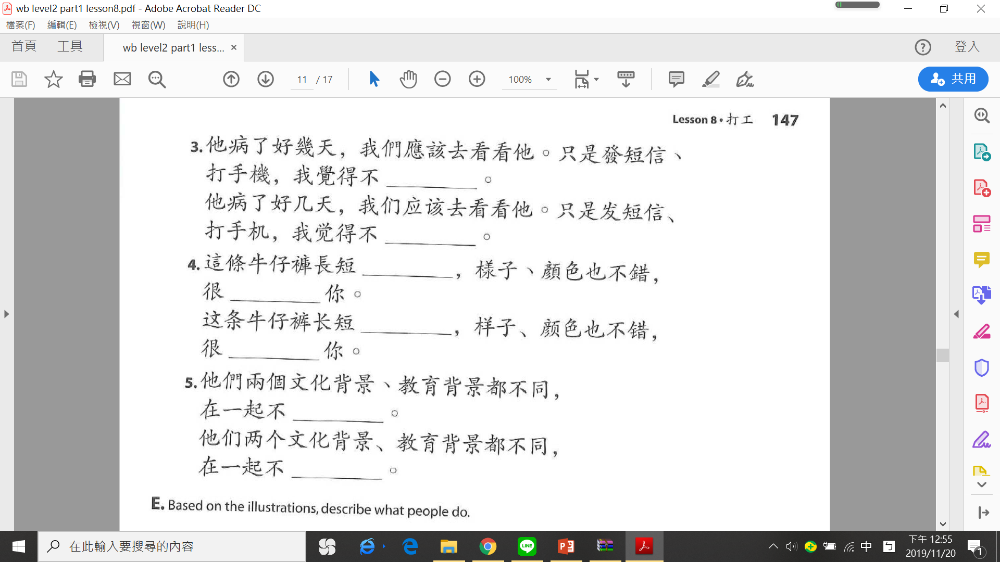 wb level2 part1 lesson8.pdf - Adobe Acrobat Reader DC
檔案(F) 編輯(E) 檢視(V) 視窗(W) 說明(H)
首頁 工具 wb level2 part1 less... × ? 登入
11 / 17 100% 共用
Lesson 8 • 打工 147
3. 他病了好幾天，我們應該去看看他。只是發短信、
打手機，我覺得不 ________ 。
他病了好几天，我们应该去看看他。只是发短信、
打手机，我觉得不 ________ 。
4. 這條牛仔褲長短 ________ ，樣子、顏色也不錯，
很 ________ 你。
这条牛仔裤长短 ________ ，样子、颜色也不错，
很 ________ 你。
5. 他們兩個文化背景、教育背景都不同，
在一起不 ________ 。
他们两个文化背景、教育背景都不同，
在一起不 ________ 。
E. Based on the illustrations, describe what people do.
在此輸入要搜尋的內容
LINE
中 ㄅ
下午 12:55
2019/11/20
1